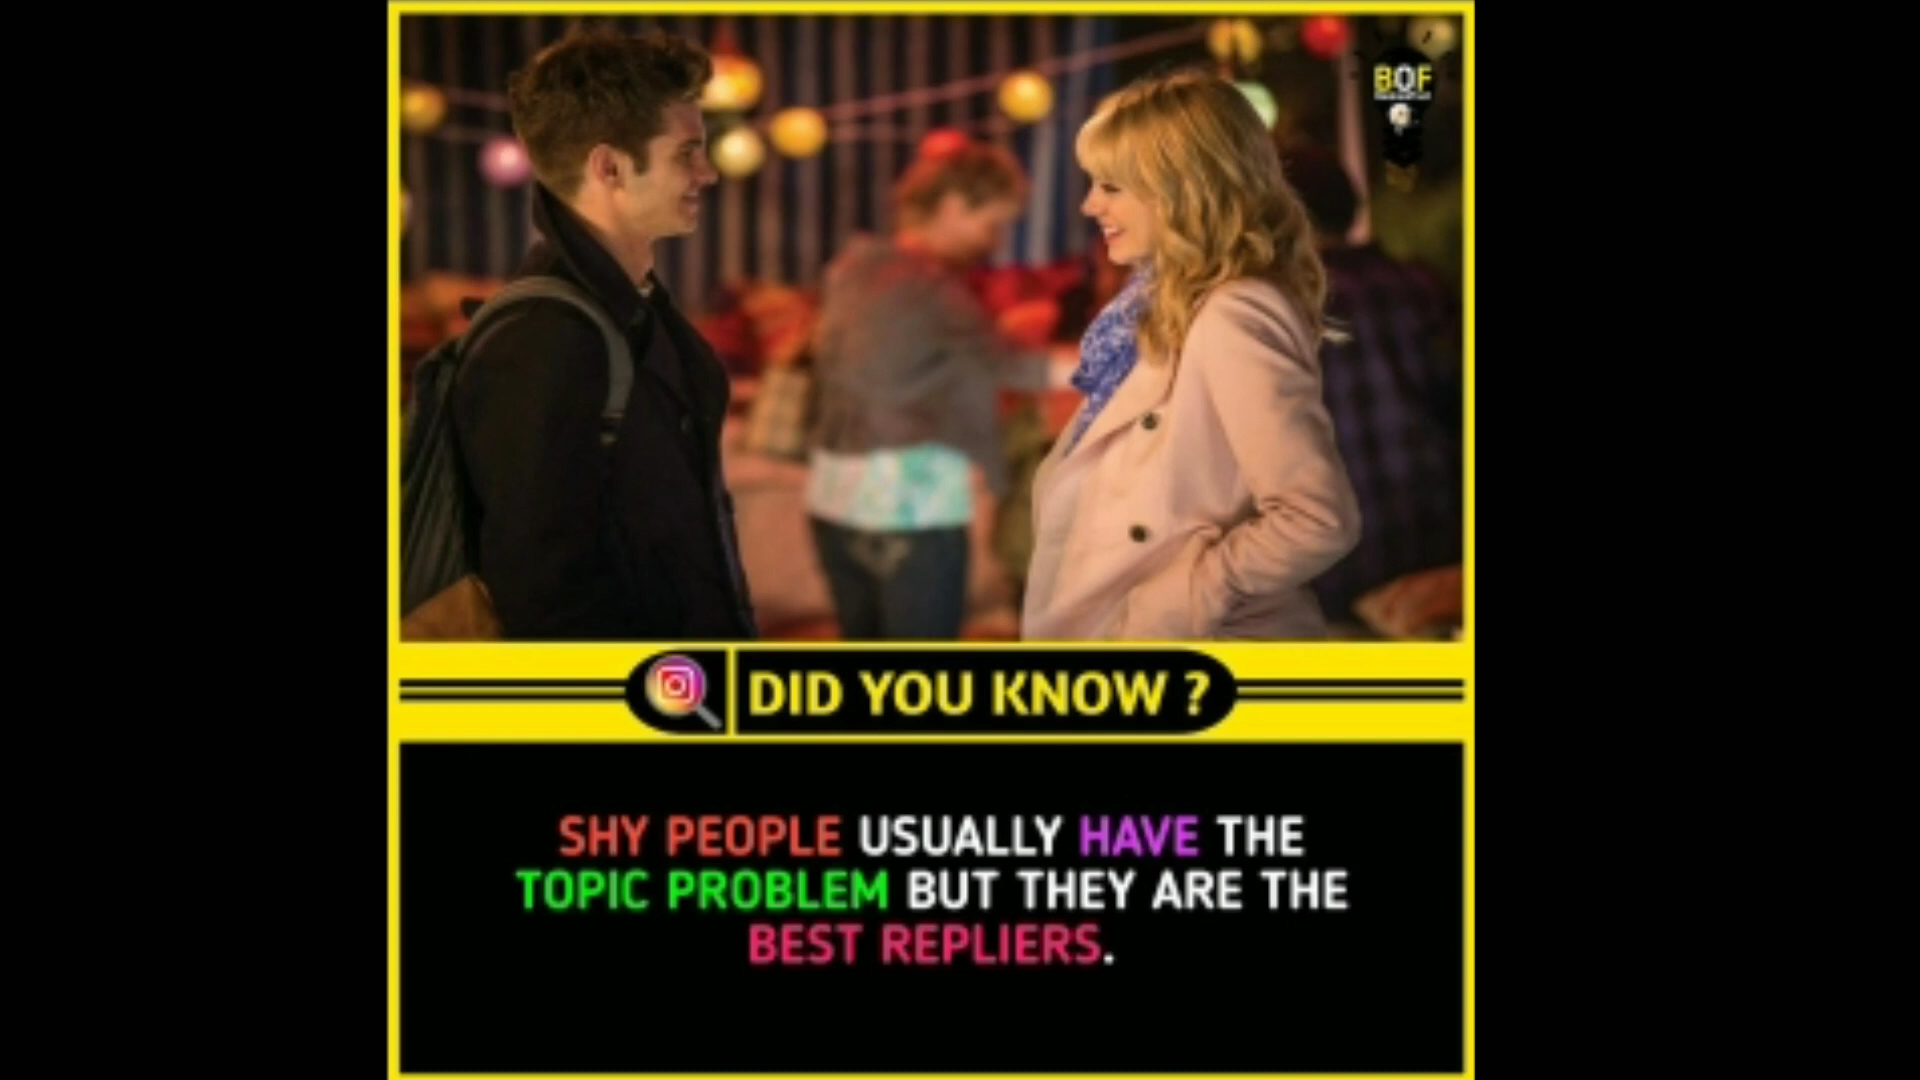 BOF
DID YOU KNOW ?
SHY PEOPLE USUALLY HAVE THE
TOPIC PROBLEM BUT THEY ARE THE
BEST REPLIERS.